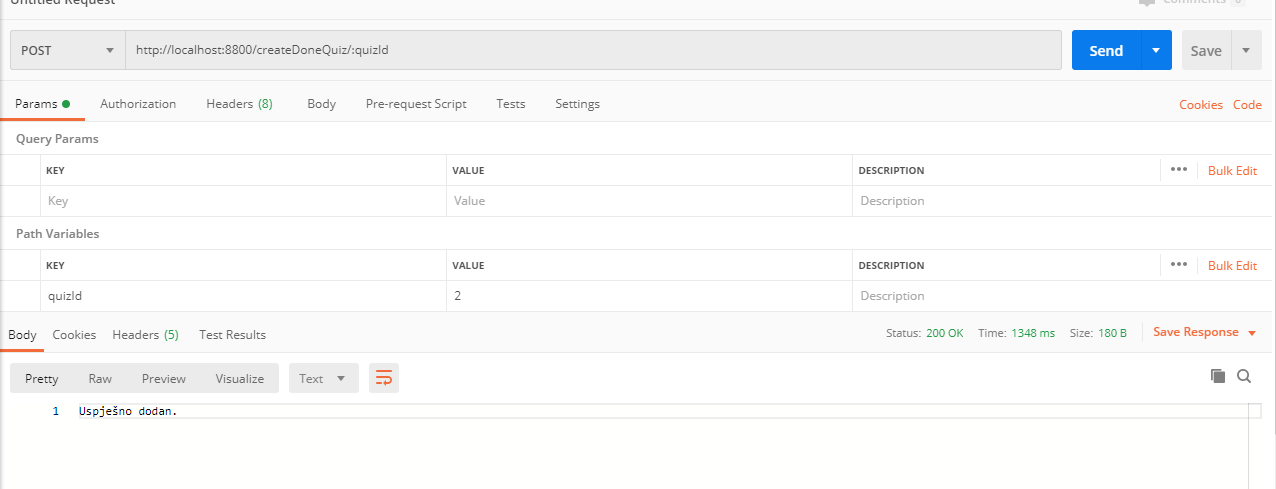 Untitled Request
Comments 0
POST http://localhost:8800/createDoneQuiz/:quizId Send Save
Params Authorization Headers (8) Body Pre-request Script Tests Settings Cookies Code
Query Params
KEY VALUE DESCRIPTION ••• Bulk Edit
Key Value Description
Path Variables
KEY VALUE DESCRIPTION ••• Bulk Edit
quizId 2 Description
Body Cookies Headers (5) Test Results Status: 200 OK Time: 1348 ms Size: 180 B Save Response
Pretty Raw Preview Visualize Text
1 Uspješno dodan.